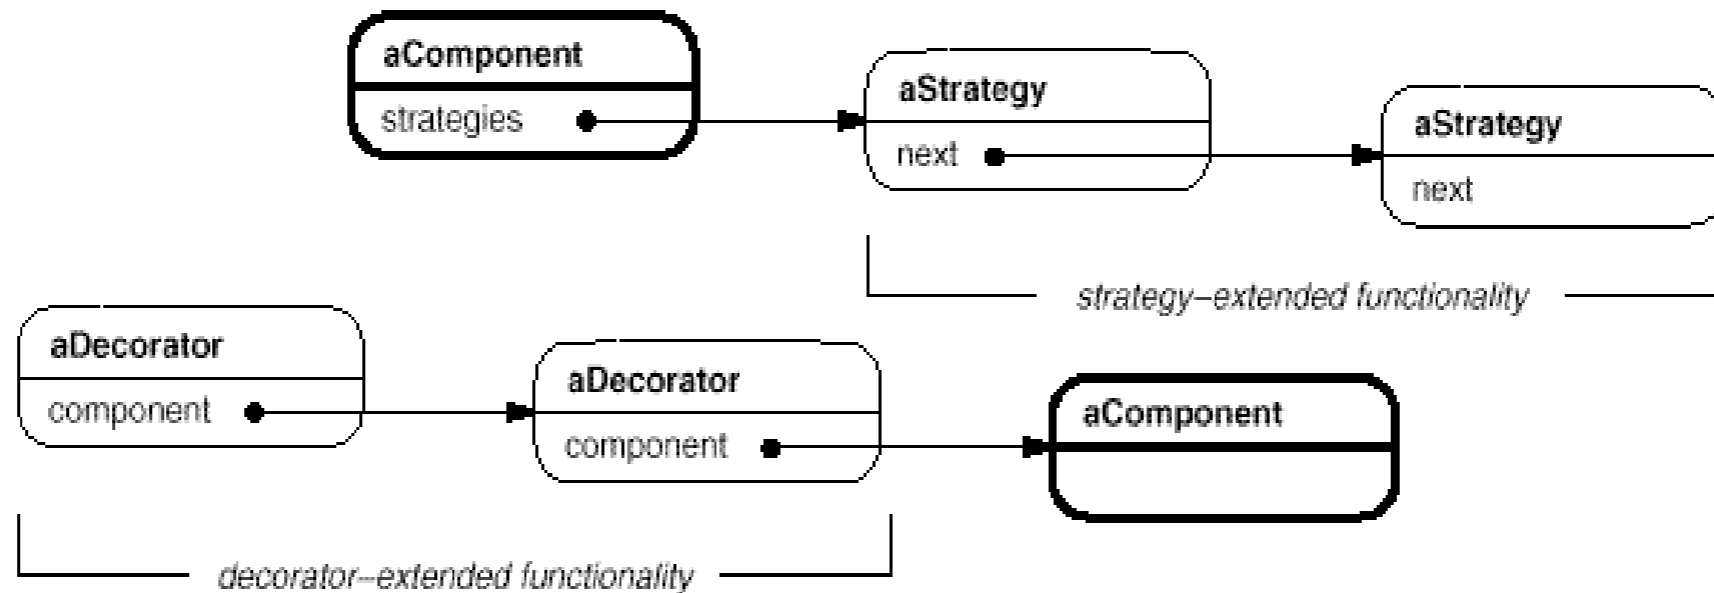 aComponent
strategies
aStrategy
next
aStrategy
next
strategy–extended functionality
aDecorator
component
aDecorator
component
aComponent
decorator–extended functionality